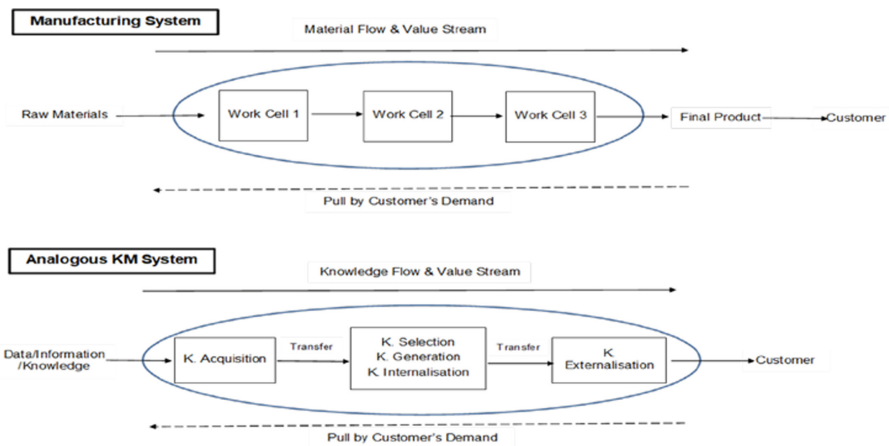 Manufacturing System
Material Flow & Value Stream
Raw Materials
Work Cell 1
Work Cell 2
Work Cell 3
Final Product
Customer
Pull by Customer's Demand
Analogous KM System
Knowledge Flow & Value Stream
Data/Information
/Knowledge
K. Acquisition
Transfer
K. Selection
K. Generation
K. Internalisation
Transfer
K.
Externalisation
Customer
Pull by Customer's Demand